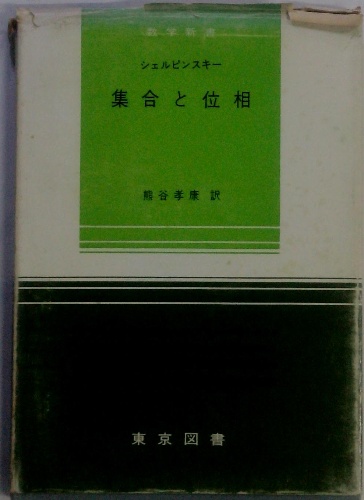 数学新書
シェルピンスキー
集合と位相
熊谷孝康 訳
東京図書